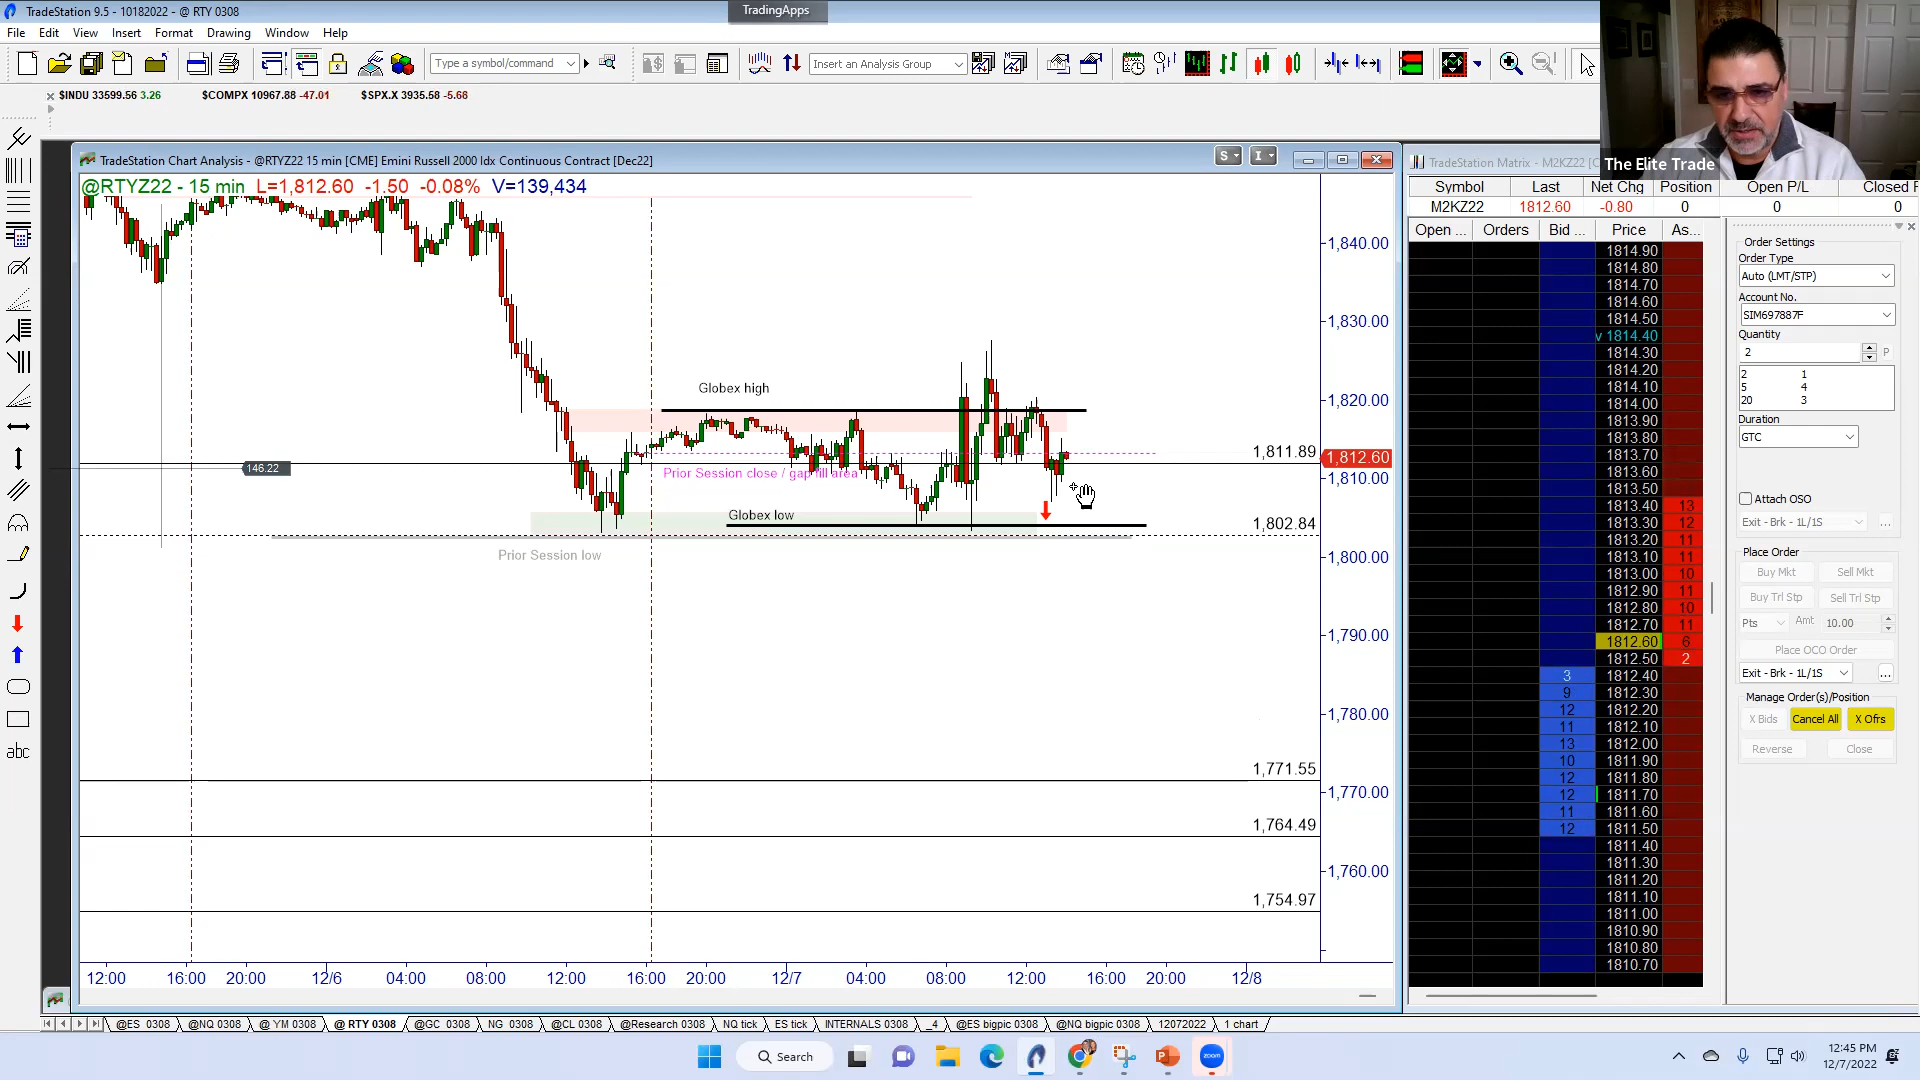 TradeStation 9.5 - 10182022 - @ RTY 0308
TradingApps
File Edit View Insert Format Drawing Window Help
Type a symbol/command
Insert an Analysis Group
$INDU 33599.56 3.26 $COMPX 10967.88 -47.01 $SPX.X 3935.58 -5.66
The Elite Trade
TradeStation Chart Analysis - @RTYZ22 15 min [CME] Emini Russell 2000 Idx Continuous Contract [Dec22]
S I
@RTYZ22 - 15 min L=1,812.60 -1.50 -0.08% V=139,434
1,840.00
1,830.00
Globex high
1,820.00
1,811.89
1,812.60
146.22
Prior Session close / gap fill area
1,810.00
Globex low
1,802.84
Prior Session low
1,800.00
1,790.00
1,780.00
1,771.55
1,770.00
1,764.49
1,760.00
1,754.97
12:00 16:00 20:00 12/6 04:00 08:00 12:00 16:00 20:00 12/7 04:00 08:00 12:00 16:00 20:00 12/8
abc
TradeStation Matrix - M2KZ22 [C
Symbol Last Net Chg Position Open P/L Closed P
M2KZ22 1812.60 -0.80 0 0 0
Open ... Orders Bid ... Price As...
1814.90
1814.80
1814.70
1814.60
1814.50
v 1814.40
1814.30
1814.20
1814.10
1814.00
1813.90
1813.80
1813.70
1813.60
1813.50
1813.40 13
1813.30 12
1813.20 11
1813.10 11
1813.00 10
1812.90 11
1812.80 10
1812.70 11
1812.60 6
1812.50 2
3 1812.40
9 1812.30
12 1812.20
11 1812.10
13 1812.00
10 1811.90
12 1811.80
12 1811.70
11 1811.60
12 1811.50
1811.40
1811.30
1811.20
1811.10
1811.00
1810.90
1810.80
1810.70
Order Settings
Order Type
Auto (LMT/STP)
Account No.
SIM697887F
Quantity
2 P
2 1
5 4
20 3
Duration
GTC
Attach OSO
Exit - Brk - 1L/1S ...
Place Order
Buy Mkt Sell Mkt
Buy Trl Stp Sell Trl Stp
Pts Amt 10.00
Place OCO Order
Exit - Brk - 1L/1S ...
Manage Order(s)/Position
X Bids Cancel All X Ofrs
Reverse Close
@ES 0308 @NQ 0308 @ YM 0308 @ RTY 0308 @GC 0308 NG 0308 @CL 0308 @Research 0308 NQ tick ES tick INTERNALS 0308 _4 @ES bigpic 0308 @NQ bigpic 0308 12072022 1 chart
Search
zoom
12:45 PM
12/7/2022